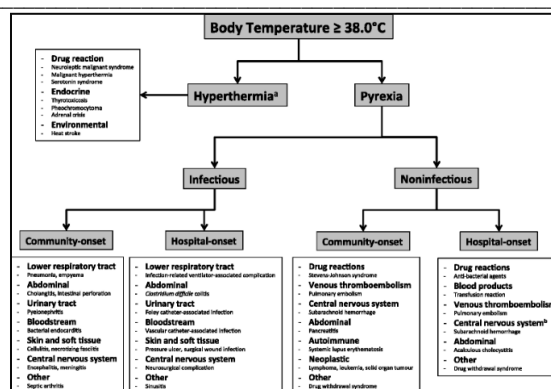 Body Temperature ≥ 38.0°C
Drug reaction
- Neuroleptic malignant syndrome
- Malignant hyperthermia
- Serotonin syndrome
Endocrine
- Thyrotoxicosis
- Pheochromocytoma
- Adrenal crisis
Environmental
- Heat stroke
Hyperthermiaᵃ
Pyrexia
Infectious
Noninfectious
Community-onset
Hospital-onset
Community-onset
Hospital-onset
- Lower respiratory tract
- Pneumonia, empyema
- Abdominal
- Cholangitis, intestinal perforation
- Urinary tract
- Pyelonephritis
- Bloodstream
- Bacterial endocarditis
- Skin and soft tissue
- Cellulitis, necrotizing fasciitis
- Central nervous system
- Encephalitis, meningitis
- Other
- Septic arthritis
- Lower respiratory tract
- Infection-related ventilator-associated complication
- Abdominal
- Clostridium difficile colitis
- Urinary tract
- Foley catheter-associated infection
- Bloodstream
- Vascular catheter-associated infection
- Skin and soft tissue
- Pressure ulcer, surgical wound infection
- Central nervous system
- Neurosurgical complication
- Other
- Sinusitis
- Drug reactions
- Stevens-Johnson syndrome
- Venous thromboembolism
- Pulmonary embolism
- Central nervous system
- Subarachnoid hemorrhage
- Abdominal
- Pancreatitis
- Autoimmune
- Systemic lupus erythematosis
- Neoplastic
- Lymphoma, leukemia, solid organ tumour
- Other
- Drug withdrawal syndrome
- Drug reactions
- Anti-bacterial agents
- Blood products
- Transfusion reaction
- Venous thromboembolism
- Pulmonary embolism
- Central nervous systemᵇ
- Subarachnoid hemorrhage
- Abdominal
- Acalculous cholecystitis
- Other
- Drug withdrawal syndrome